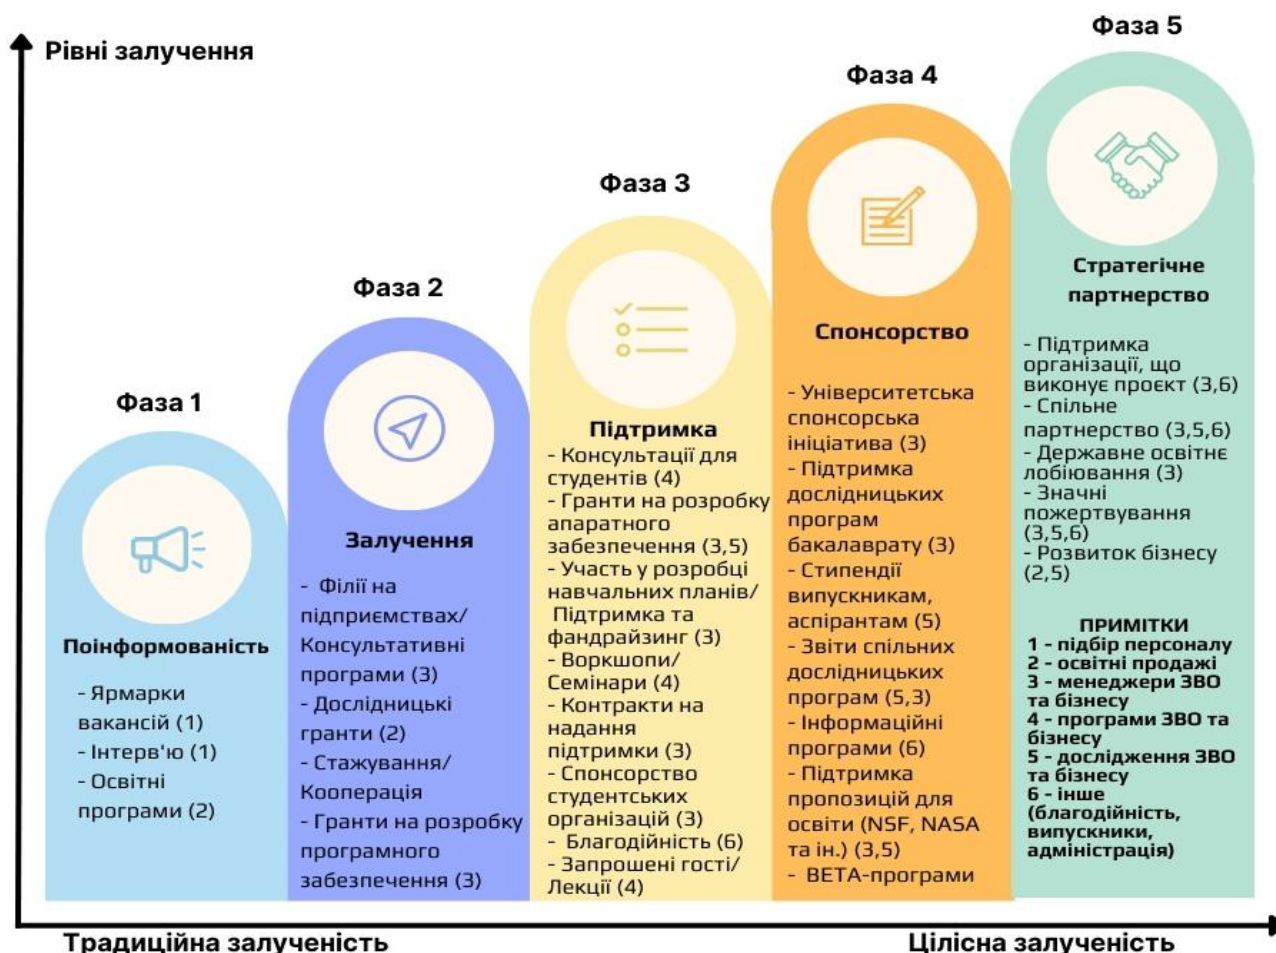 Рівні залучення
Фаза 1
Поінформованість
- Ярмарки
вакансій (1)
- Інтерв'ю (1)
- Освітні
програми (2)
Фаза 2
Залучення
- Філії на
підприємствах/
Консультативні
програми (3)
- Дослідницькі
гранти (2)
- Стажування/
Кооперація
- Гранти на розробку
програмного
забезпечення (3)
Фаза 3
Підтримка
- Консультації для
студентів (4)
- Гранти на розробку
апаратного
забезпечення (3,5)
- Участь у розробці
навчальних планів/
Підтримка та
фандрайзинг (3)
- Воркшопи/
Семінари (4)
- Контракти на
надання
підтримки (3)
- Спонсорство
студентських
організацій (3)
- Благодійність (6)
- Запрошені гості/
Лекції (4)
Фаза 4
Спонсорство
- Університетська
спонсорська
ініціатива (3)
- Підтримка
дослідницьких
програм
бакалаврату (3)
- Стипендії
випускникам,
аспірантам (5)
- Звіти спільних
дослідницьких
програм (5,3)
- Інформаційні
програми (6)
- Підтримка
пропозицій для
освіти (NSF, NASA
та ін.) (3,5)
- BETA-програми
Фаза 5
Стратегічне
партнерство
- Підтримка
організації, що
виконує проєкт (3,6)
- Спільне
партнерство (3,5,6)
- Державне освітнє
лобіювання (3)
- Значні
пожертвування
(3,5,6)
- Розвиток бізнесу
(2,5)
ПРИМІТКИ
1 - підбір персоналу
2 - освітні продажі
3 - менеджери ЗВО
та бізнесу
4 - програми ЗВО та
бізнесу
5 - дослідження ЗВО
та бізнесу
6 - інше
(благодійність,
випускники,
адміністрація)
Традиційна залученість
Цілісна залученість